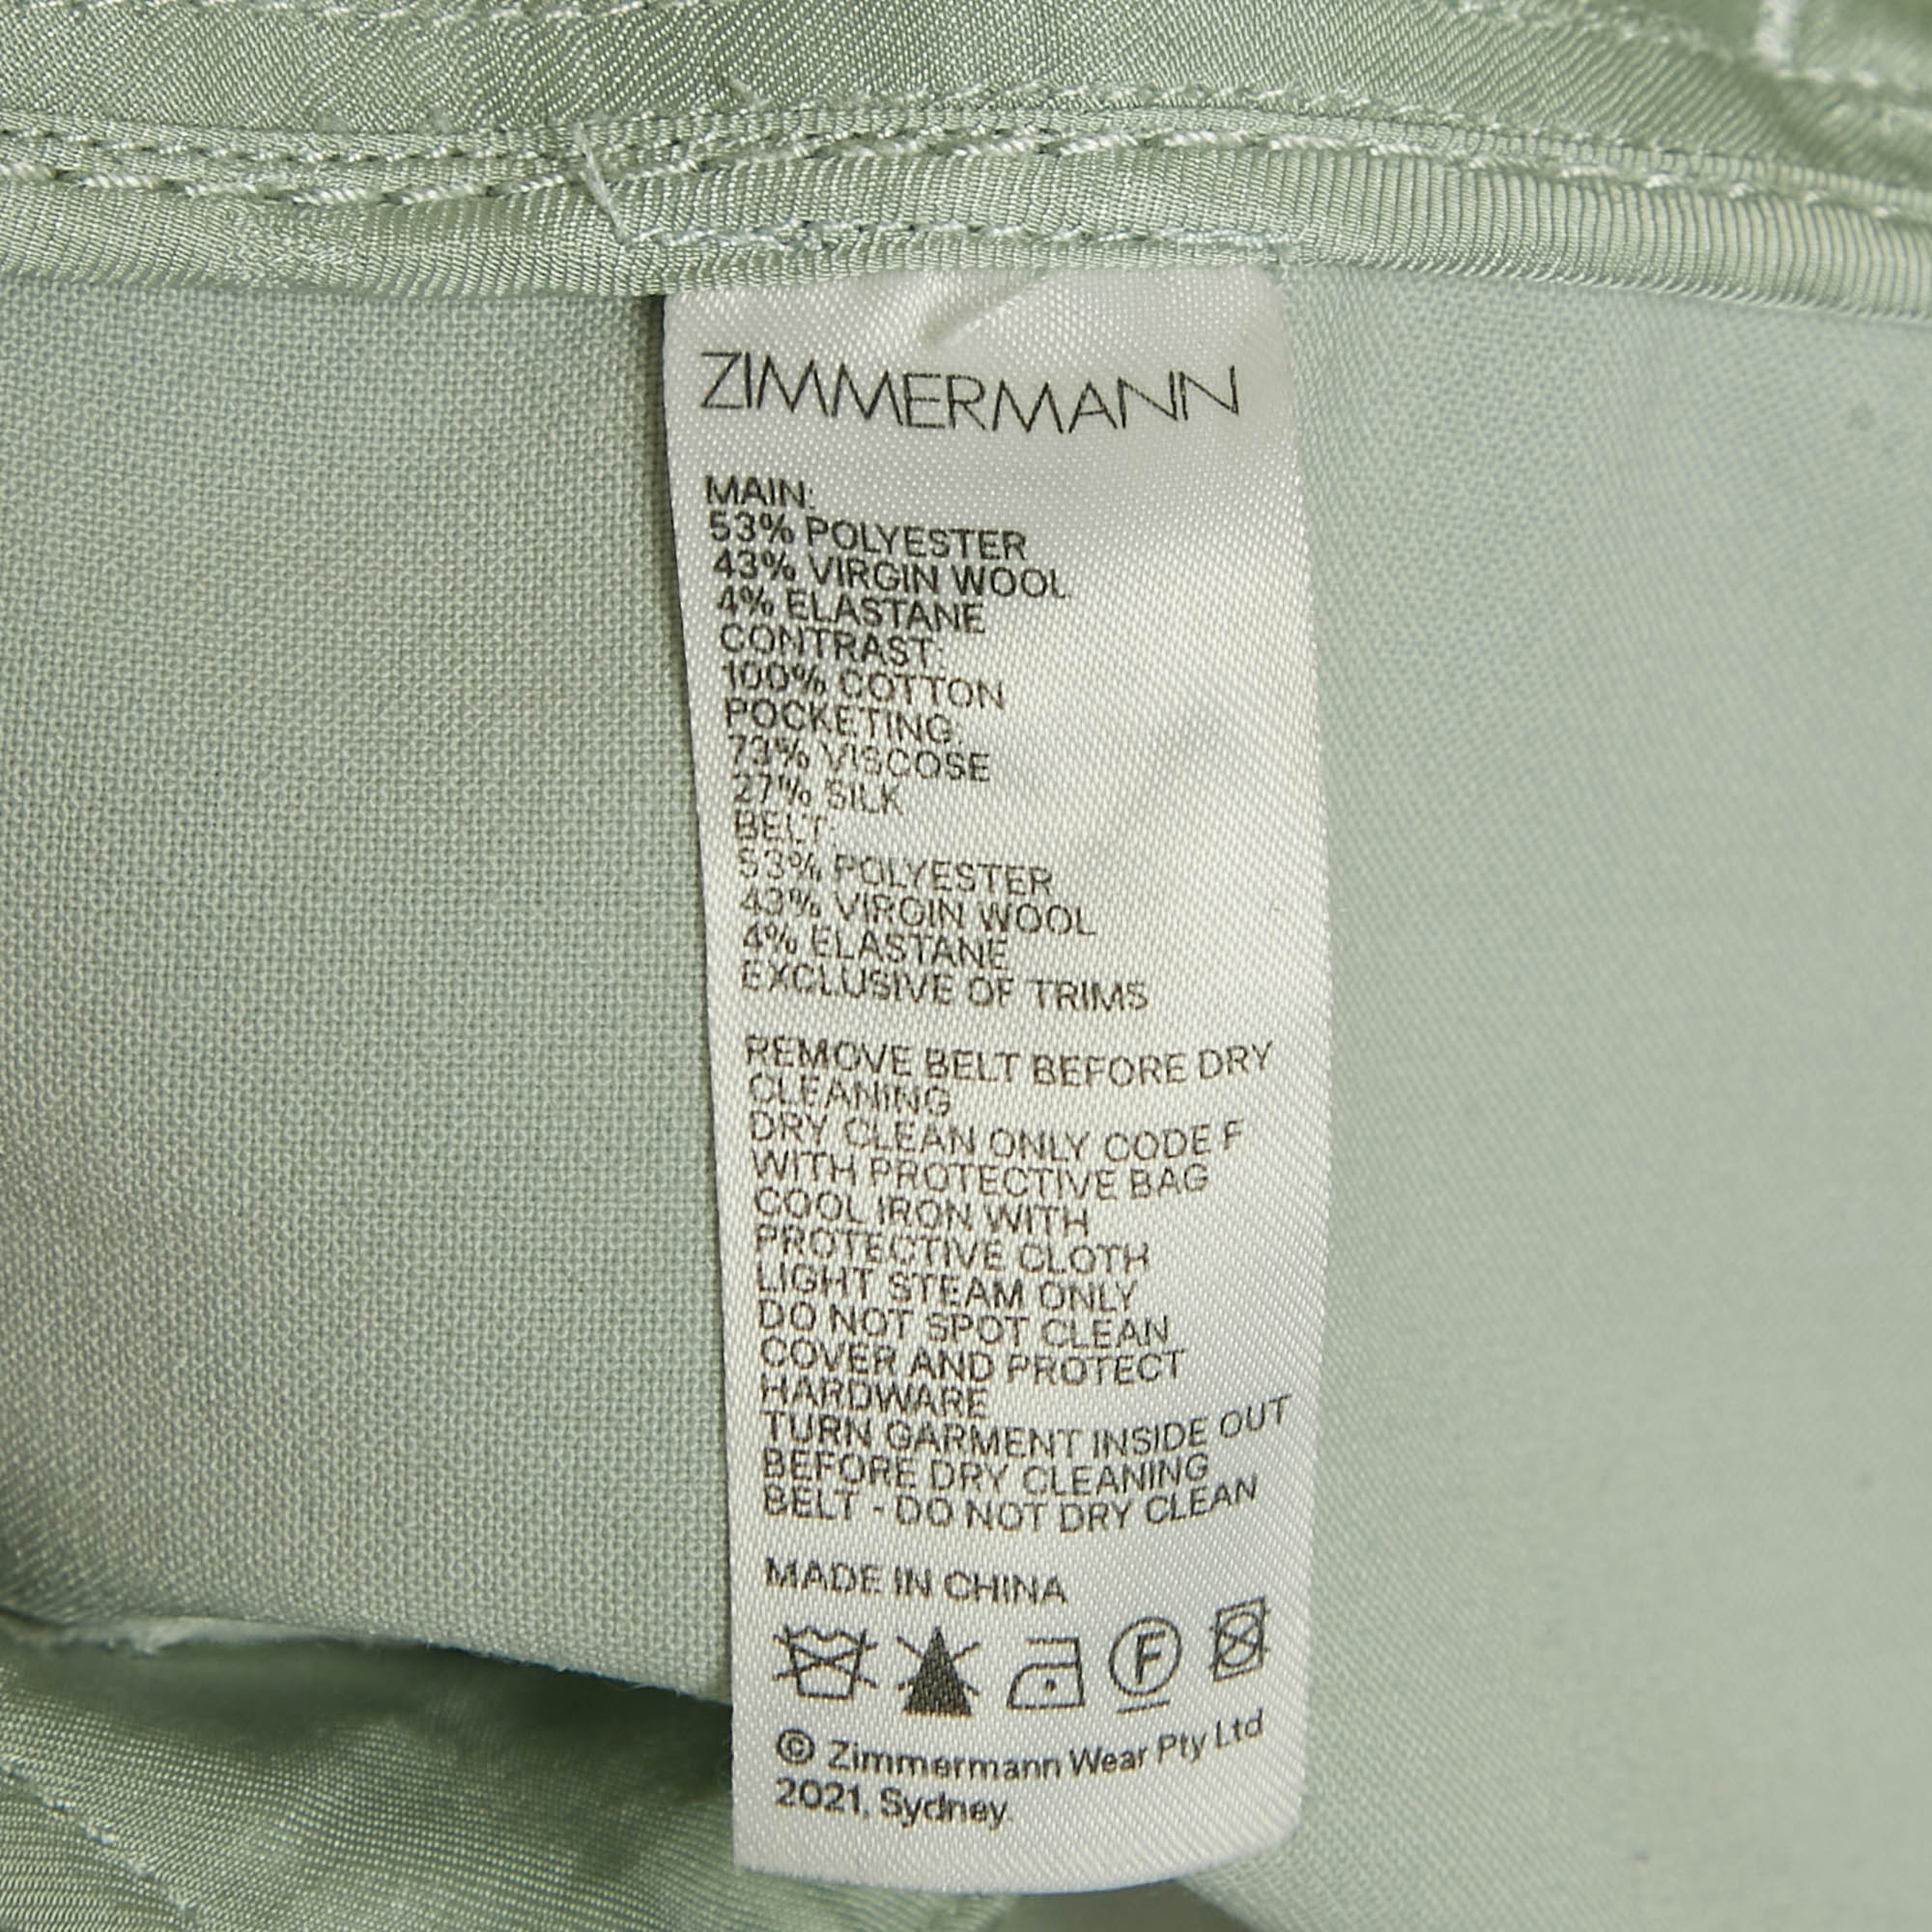 ZIMMERMANN
MAIN:
53% POLYESTER
43% VIRGIN WOOL
4% ELASTANE
CONTRAST:
100% COTTON
POCKETING:
73% VISCOSE
27% SILK
BELT:
53% POLYESTER
43% VIRGIN WOOL
4% ELASTANE
EXCLUSIVE OF TRIMS
REMOVE BELT BEFORE DRY
CLEANING
DRY CLEAN ONLY CODE F
WITH PROTECTIVE BAG
COOL IRON WITH
PROTECTIVE CLOTH
LIGHT STEAM ONLY
DO NOT SPOT CLEAN
COVER AND PROTECT
HARDWARE
TURN GARMENT INSIDE OUT
BEFORE DRY CLEANING
BELT - DO NOT DRY CLEAN
MADE IN CHINA
F
© Zimmermann Wear Pty Ltd
2021, Sydney.